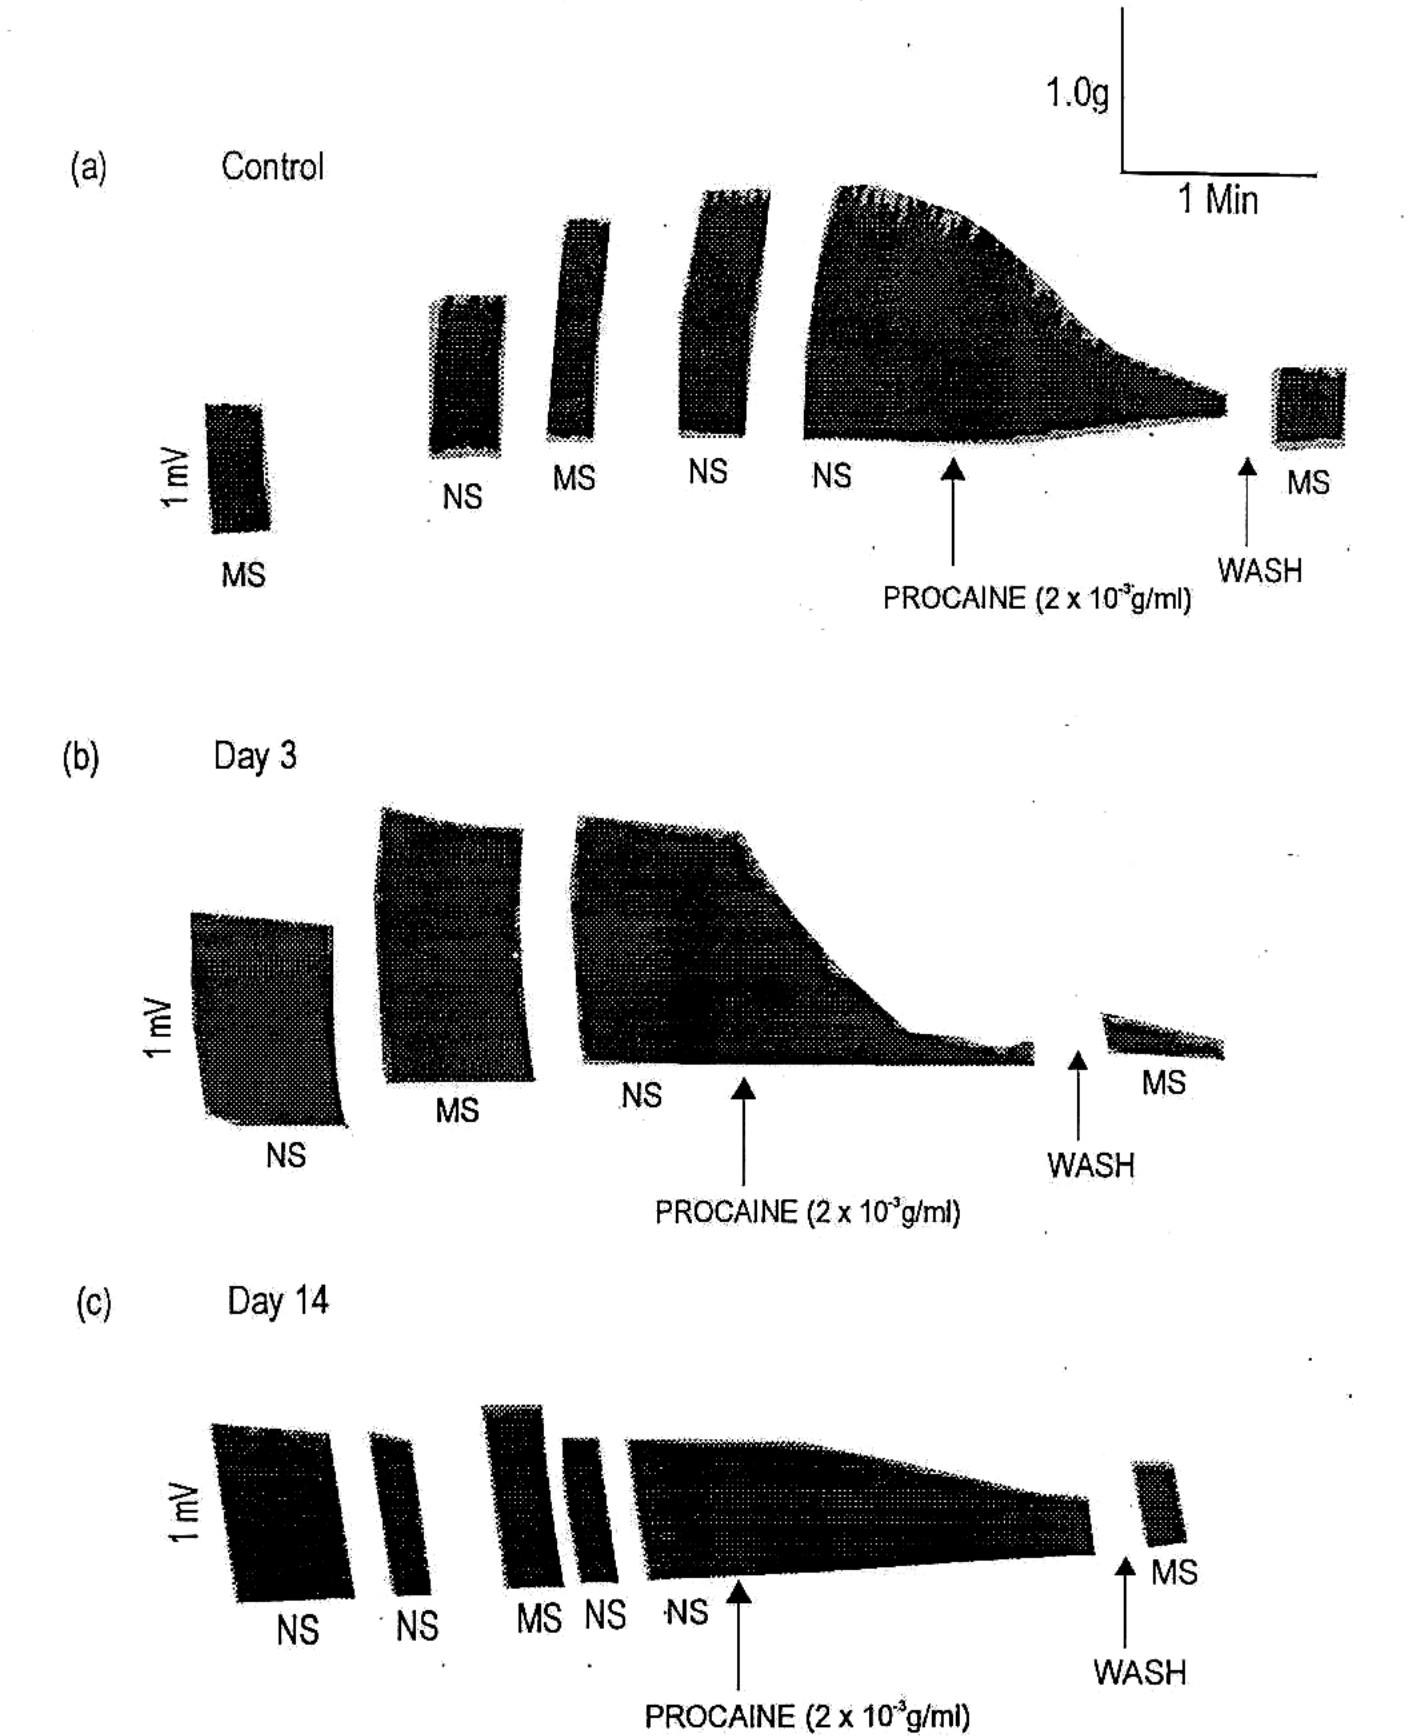 1.0g
1 Min
(a) Control
1 mV
MS
NS
MS
NS
NS
MS
PROCAINE (2 x 10⁻³g/ml)
WASH
(b) Day 3
1 mV
NS
MS
NS
MS
WASH
PROCAINE (2 x 10⁻³g/ml)
(c) Day 14
1 mV
NS
NS
MS
NS
NS
MS
WASH
PROCAINE (2 x 10⁻³g/ml)